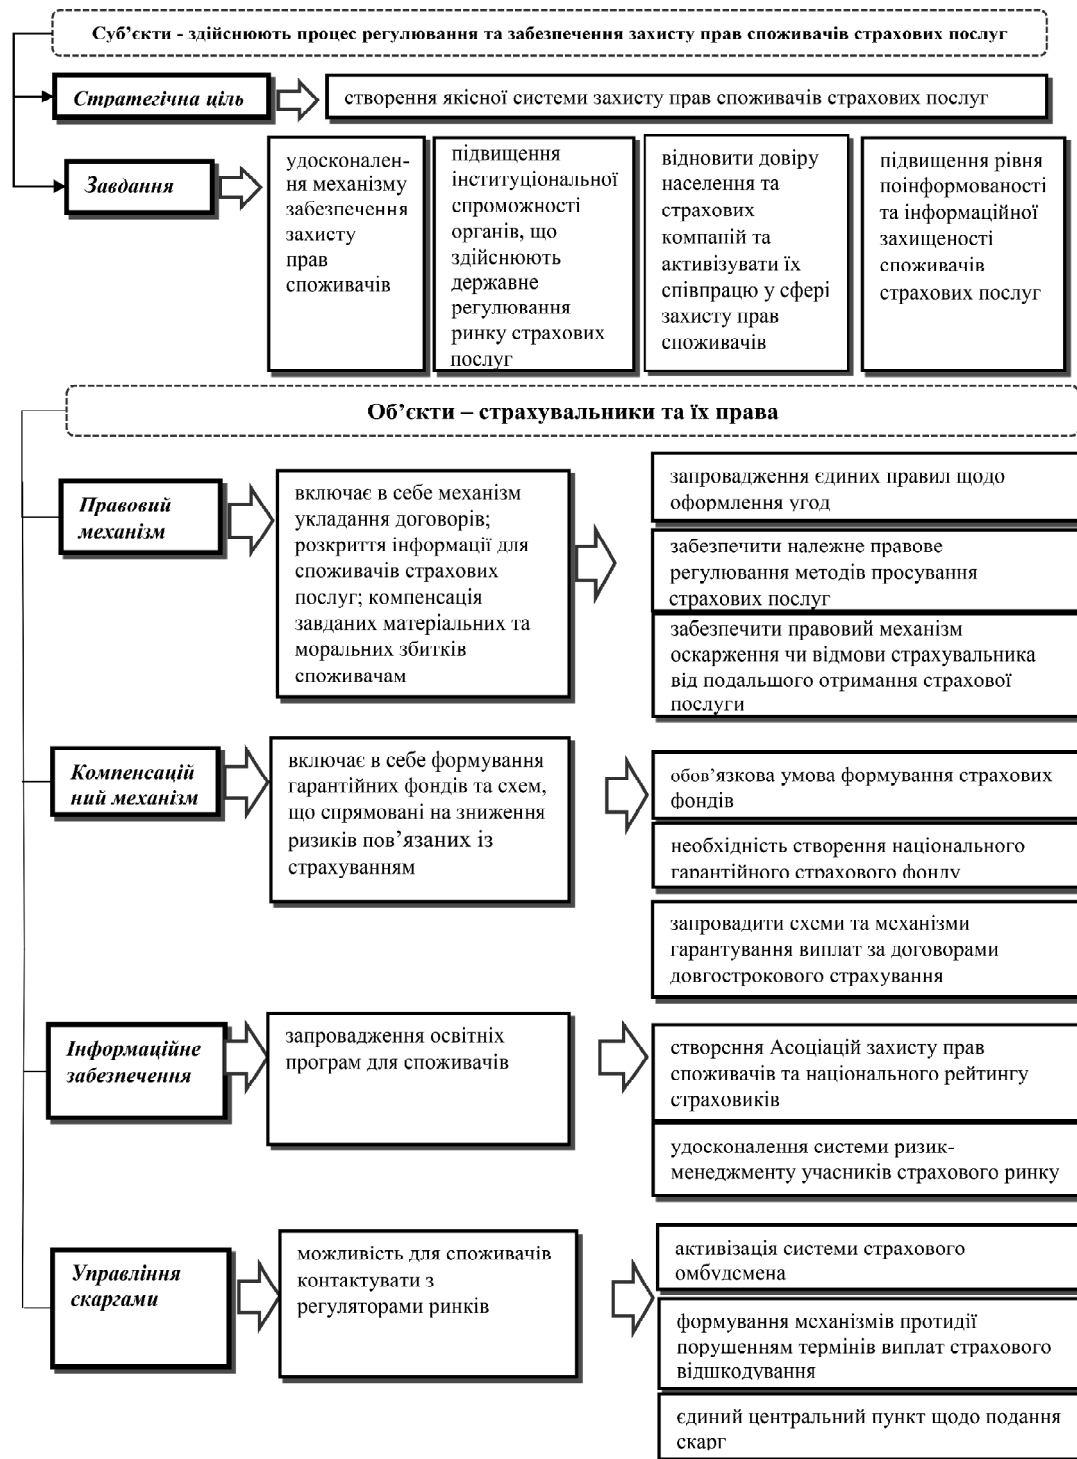 Суб’єкти - здійснюють процес регулювання та забезпечення захисту прав споживачів страхових послуг
Стратегічна ціль
створення якісної системи захисту прав споживачів страхових послуг
Завдання
удосконален-
ня механізму
забезпечення
захисту
прав
споживачів
підвищення
інституціональної
спроможності
органів, що
здійснюють
державне
регулювання
ринку страхових
послуг
відновити довіру
населення та
страхових
компаній та
активізувати їх
співпрацю у сфері
захисту прав
споживачів
підвищення рівня
поінформованості
та інформаційної
захищеності
споживачів
страхових послуг
Об’єкти – страхувальники та їх права
Правовий
механізм
включає в себе механізм
укладання договорів;
розкриття інформації для
споживачів страхових
послуг; компенсація
завданих матеріальних та
моральних збитків
споживачам
запровадження єдиних правил щодо
оформлення угод
забезпечити належне правове
регулювання методів просування
страхових послуг
забезпечити правовий механізм
оскарження чи відмови страхувальника
від подальшого отримання страхової
послуги
Компенсацій
ний механізм
включає в себе формування
гарантійних фондів та схем,
що спрямовані на зниження
ризиків пов’язаних із
страхуванням
обов’язкова умова формування страхових
фондів
необхідність створення національного
гарантійного страхового фонду
запровадити схеми та механізми
гарантування виплат за договорами
довгострокового страхування
Інформаційне
забезпечення
запровадження освітніх
програм для споживачів
створення Асоціацій захисту прав
споживачів та національного рейтингу
страховиків
удосконалення системи ризик-
менеджменту учасників страхового ринку
Управління
скаргами
можливість для споживачів
контактувати з
регуляторами ринків
активізація системи страхового
омбудсмена
формування механізмів протидії
порушенням термінів виплат страхового
відшкодування
єдиний центральний пункт щодо подання
скарг